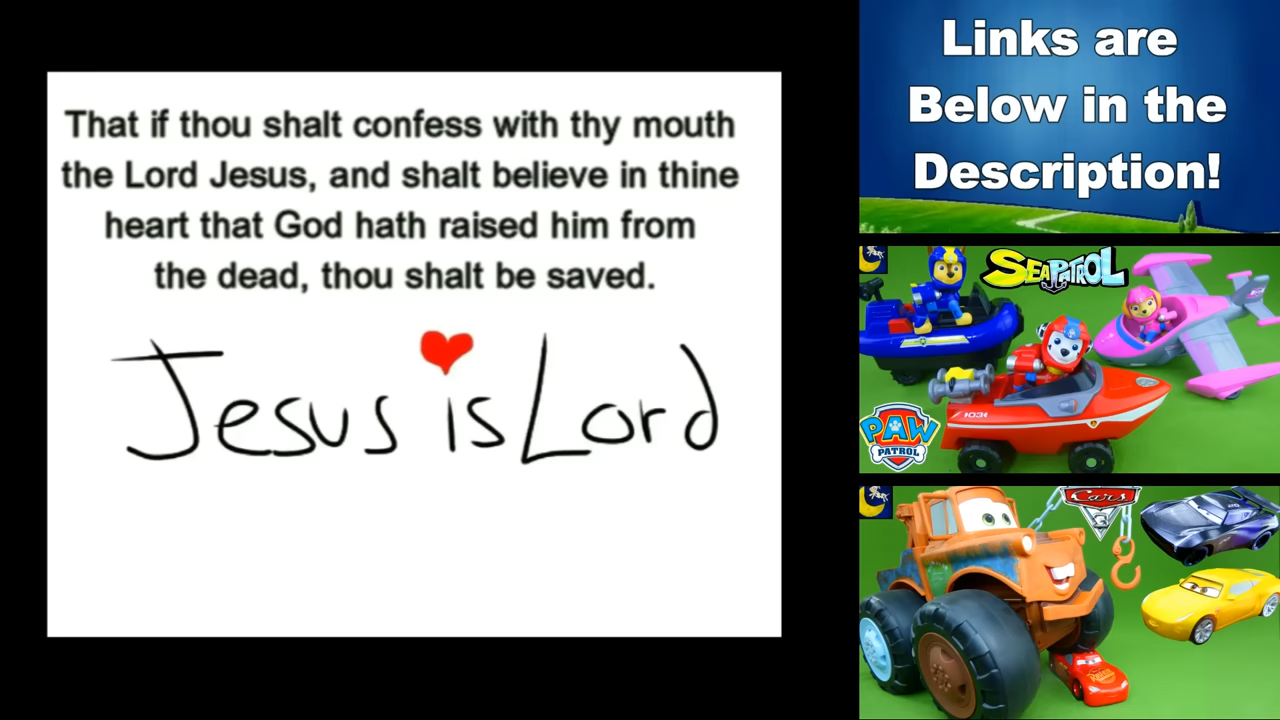 That if thou shalt confess with thy mouth
the Lord Jesus, and shalt believe in thine
heart that God hath raised him from
the dead, thou shalt be saved.
Jesus is Lord
Links are
Below in the
Description!
SEA PATROL
PAW
PATROL
Cars
3